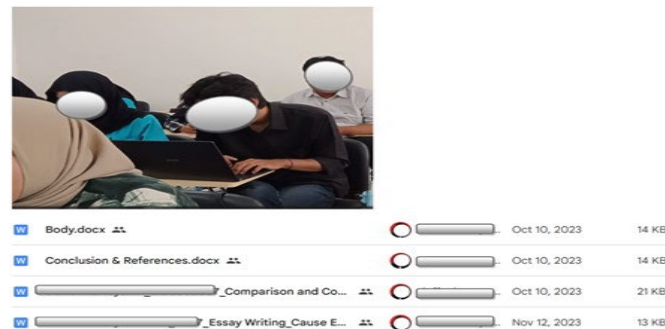 W Body.docx Oct 10, 2023 14 KB
W Conclusion & References.docx Oct 10, 2023 14 KB
W _Comparison and Co... Oct 10, 2023 21 KB
W _Essay Writing_Cause E... Nov 12, 2023 13 KB